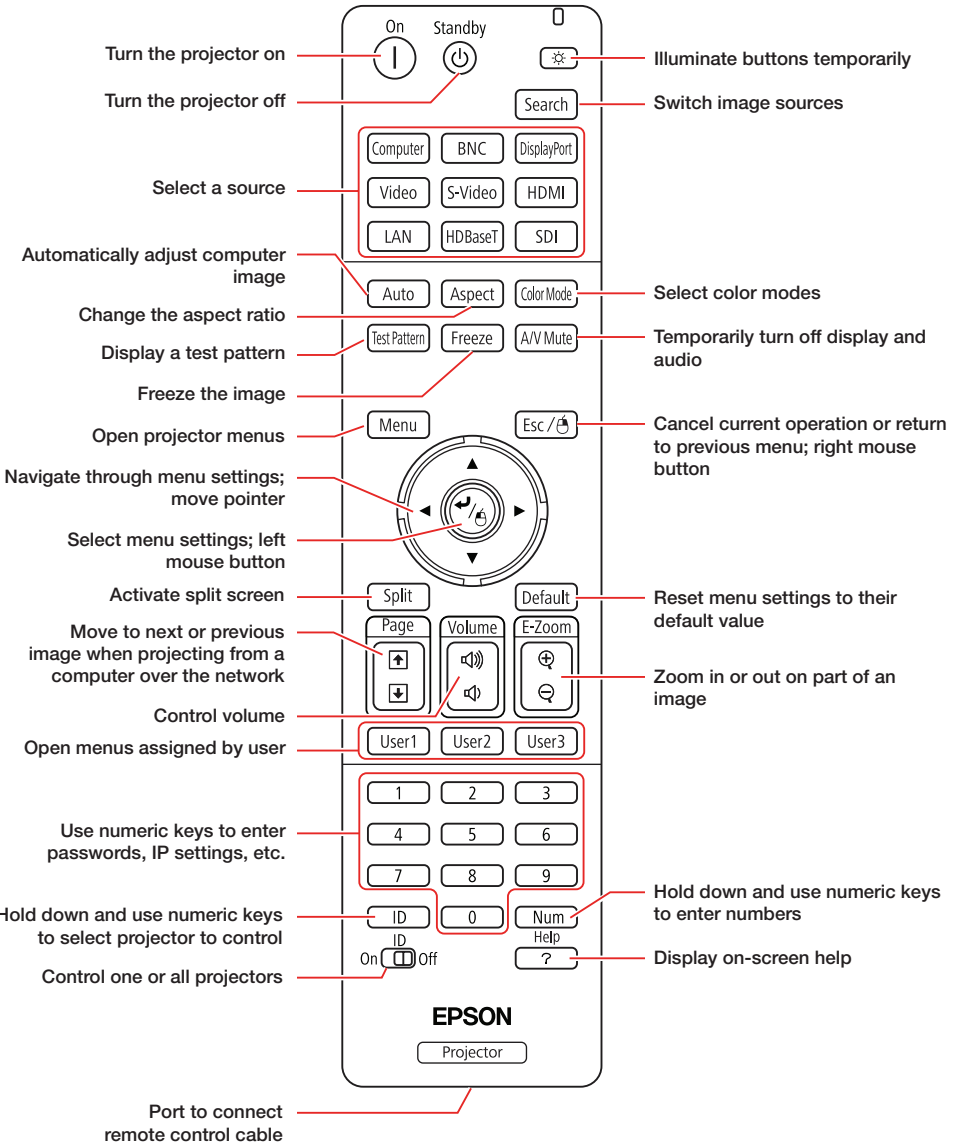 On
Standby
Turn the projector on
Illuminate buttons temporarily
Turn the projector off
Search
Switch image sources
Computer
BNC
DisplayPort
Select a source
Video
S-Video
HDMI
LAN
HDBaseT
SDI
Automatically adjust computer
image
Auto
Aspect
Color Mode
Select color modes
Change the aspect ratio
Test Pattern
Freeze
A/V Mute
Temporarily turn off display and
audio
Display a test pattern
Freeze the image
Menu
Esc /
Cancel current operation or return
to previous menu; right mouse
button
Open projector menus
Navigate through menu settings;
move pointer
/
Select menu settings; left
mouse button
Activate split screen
Split
Default
Reset menu settings to their
default value
Page
Volume
E-Zoom
Move to next or previous
image when projecting from a
computer over the network
Zoom in or out on part of an
image
Control volume
Open menus assigned by user
User1
User2
User3
1
2
3
Use numeric keys to enter
passwords, IP settings, etc.
4
5
6
7
8
9
Hold down and use numeric keys
to select projector to control
ID
0
Num
Hold down and use numeric keys
to enter numbers
ID
On
Off
Help
?
Display on-screen help
Control one or all projectors
EPSON
Projector
Port to connect
remote control cable